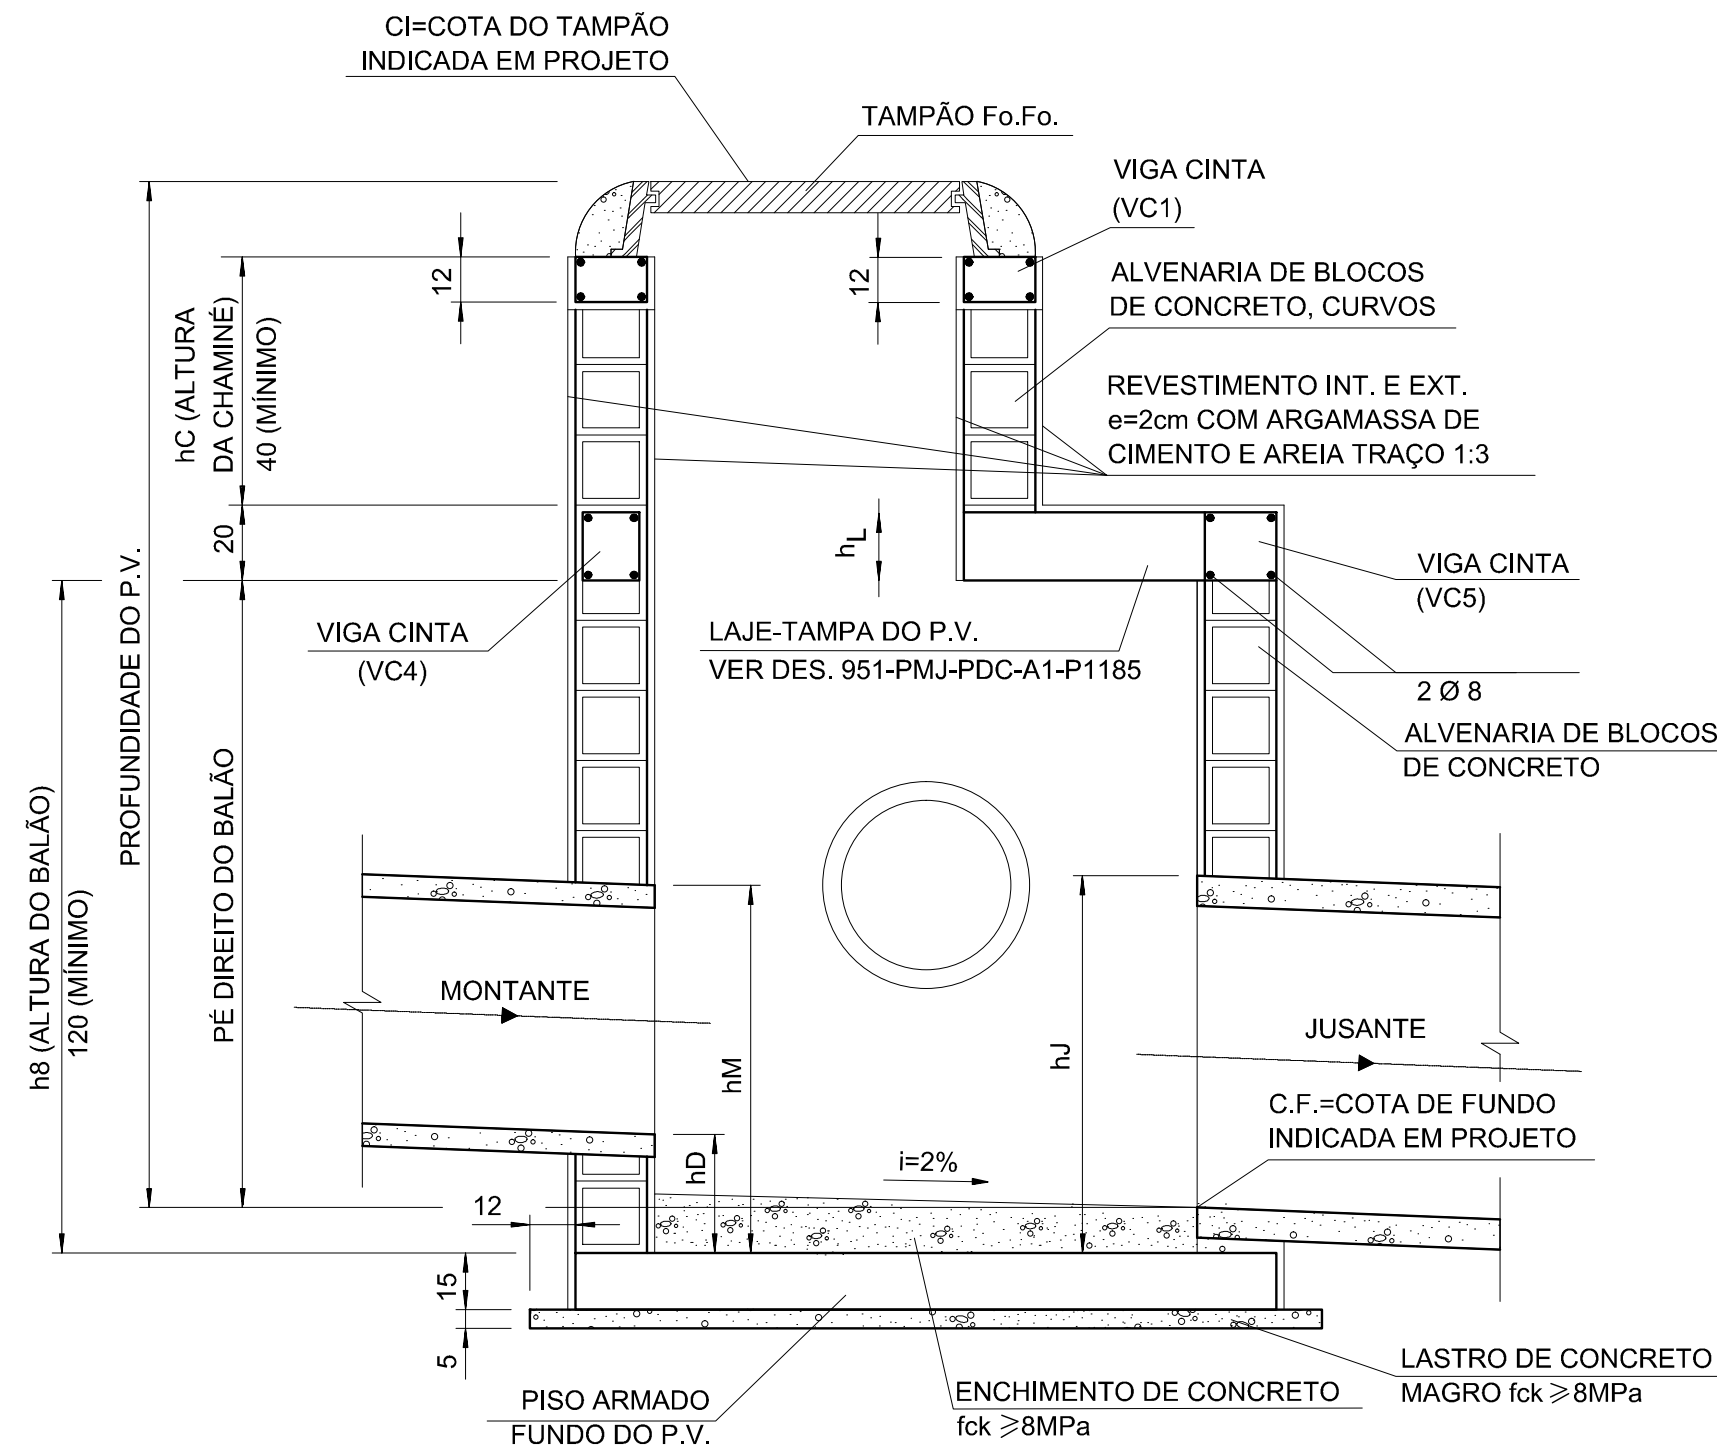 CI=COTA DO TAMPÃO
INDICADA EM PROJETO
TAMPÃO Fo.Fo.
VIGA CINTA
(VC1)
12
12
ALVENARIA DE BLOCOS
DE CONCRETO, CURVOS
hC (ALTURA
DA CHAMINÉ)
40 (MÍNIMO)
REVESTIMENTO INT. E EXT.
e=2cm COM ARGAMASSA DE
CIMENTO E AREIA TRAÇO 1:3
20
hL
VIGA CINTA
(VC5)
PROFUNDIDADE DO P.V.
VIGA CINTA
(VC4)
LAJE-TAMPA DO P.V.
VER DES. 951-PMJ-PDC-A1-P1185
2 Ø 8
ALVENARIA DE BLOCOS
DE CONCRETO
h8 (ALTURA DO BALÃO)
120 (MÍNIMO)
PÉ DIREITO DO BALÃO
MONTANTE
JUSANTE
hM
hJ
hD
C.F.=COTA DE FUNDO
INDICADA EM PROJETO
i=2%
12
15
5
PISO ARMADO
FUNDO DO P.V.
ENCHIMENTO DE CONCRETO
fck ⩾8MPa
LASTRO DE CONCRETO
MAGRO fck ⩾8MPa